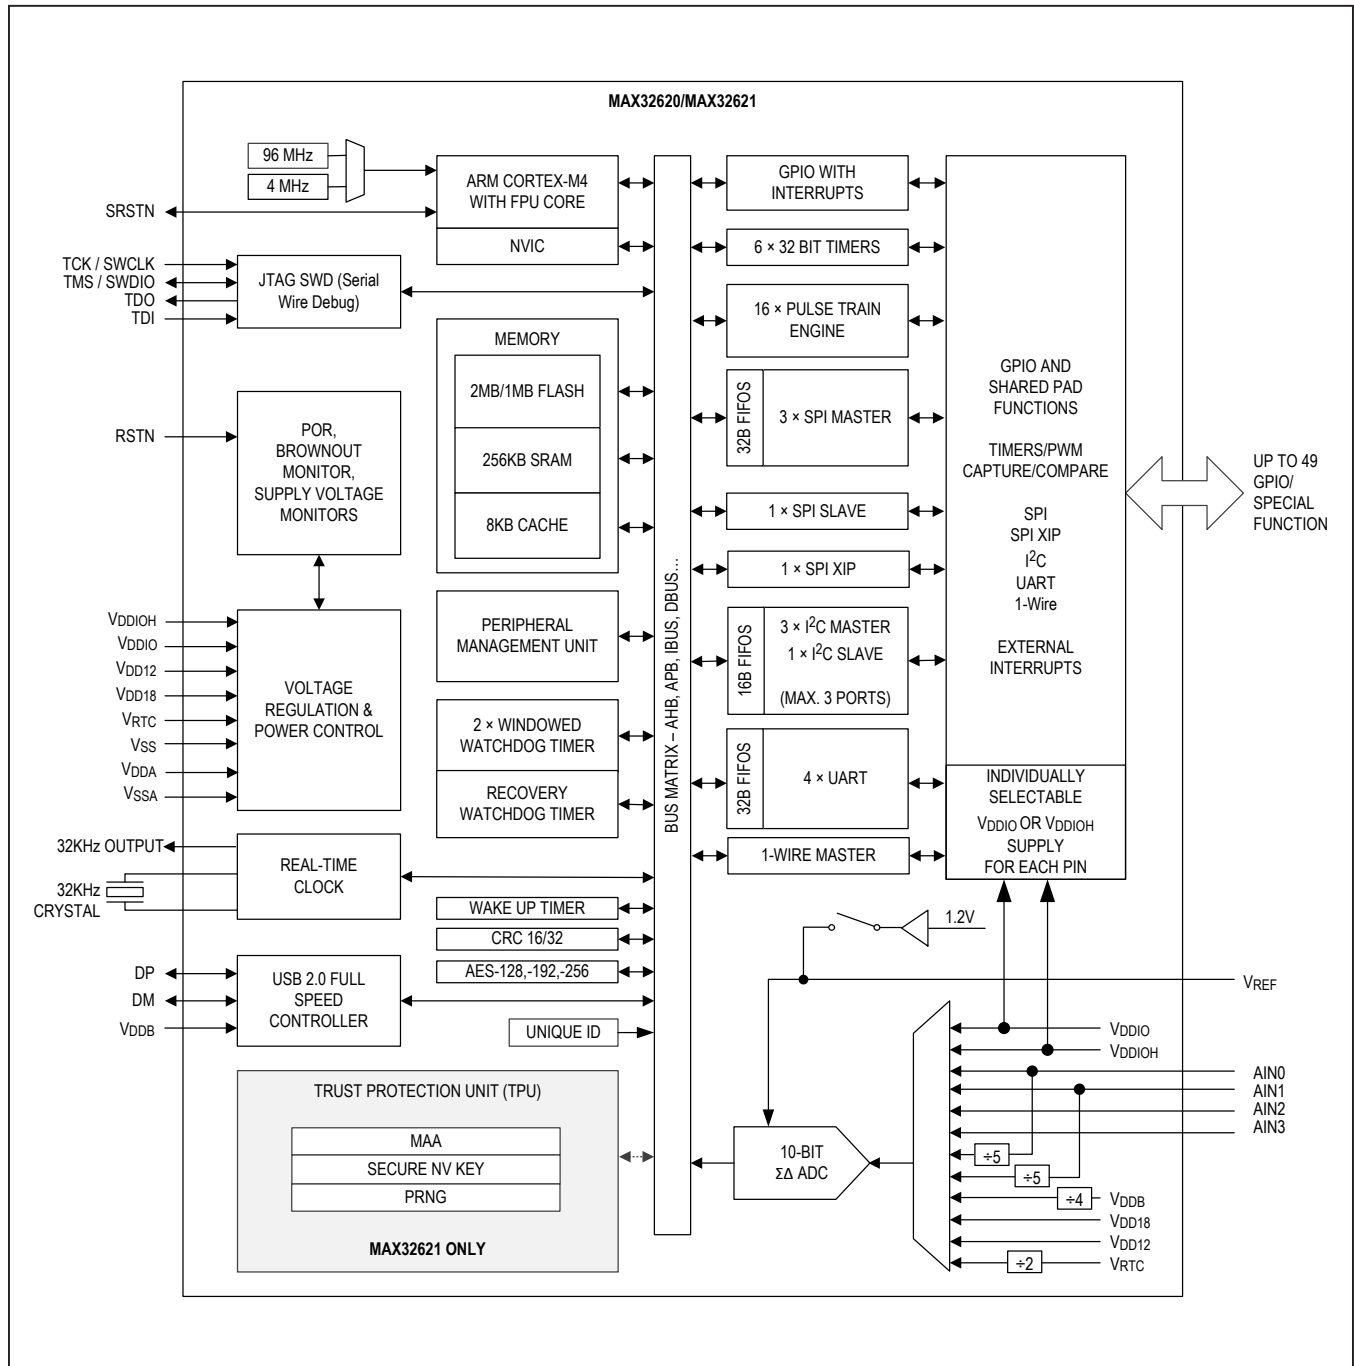 MAX32620/MAX32621
96 MHz
4 MHz
ARM CORTEX-M4
WITH FPU CORE
NVIC
SRSTN
TCK / SWCLK
TMS / SWDIO
TDO
TDI
JTAG SWD (Serial
Wire Debug)
MEMORY
2MB/1MB FLASH
256KB SRAM
8KB CACHE
RSTN
POR,
BROWNOUT
MONITOR,
SUPPLY VOLTAGE
MONITORS
PERIPHERAL
MANAGEMENT UNIT
VDDIOH
VDDIO
VDD12
VDD18
VRTC
VSS
VDDA
VSSA
VOLTAGE
REGULATION &
POWER CONTROL
2 × WINDOWED
WATCHDOG TIMER
RECOVERY
WATCHDOG TIMER
32KHz OUTPUT
32KHz
CRYSTAL
REAL-TIME
CLOCK
WAKE UP TIMER
CRC 16/32
AES-128,-192,-256
DP
DM
VDDB
USB 2.0 FULL
SPEED
CONTROLLER
UNIQUE ID
TRUST PROTECTION UNIT (TPU)
MAA
SECURE NV KEY
PRNG
MAX32621 ONLY
BUS MATRIX – AHB, APB, IBUS, DBUS...
GPIO WITH
INTERRUPTS
6 × 32 BIT TIMERS
16 × PULSE TRAIN
ENGINE
32B FIFOS
3 × SPI MASTER
1 × SPI SLAVE
1 × SPI XIP
16B FIFOS
3 × I2C MASTER
1 × I2C SLAVE
(MAX. 3 PORTS)
32B FIFOS
4 × UART
1-WIRE MASTER
GPIO AND
SHARED PAD
FUNCTIONS
TIMERS/PWM
CAPTURE/COMPARE
SPI
SPI XIP
I2C
UART
1-Wire
EXTERNAL
INTERRUPTS
INDIVIDUALLY
SELECTABLE
VDDIO OR VDDIOH
SUPPLY
FOR EACH PIN
UP TO 49
GPIO/
SPECIAL
FUNCTION
1.2V
VREF
VDDIO
VDDIOH
AIN0
AIN1
AIN2
AIN3
10-BIT
ΣΔ ADC
÷5
÷5
÷4
VDDB
VDD18
VDD12
÷2
VRTC